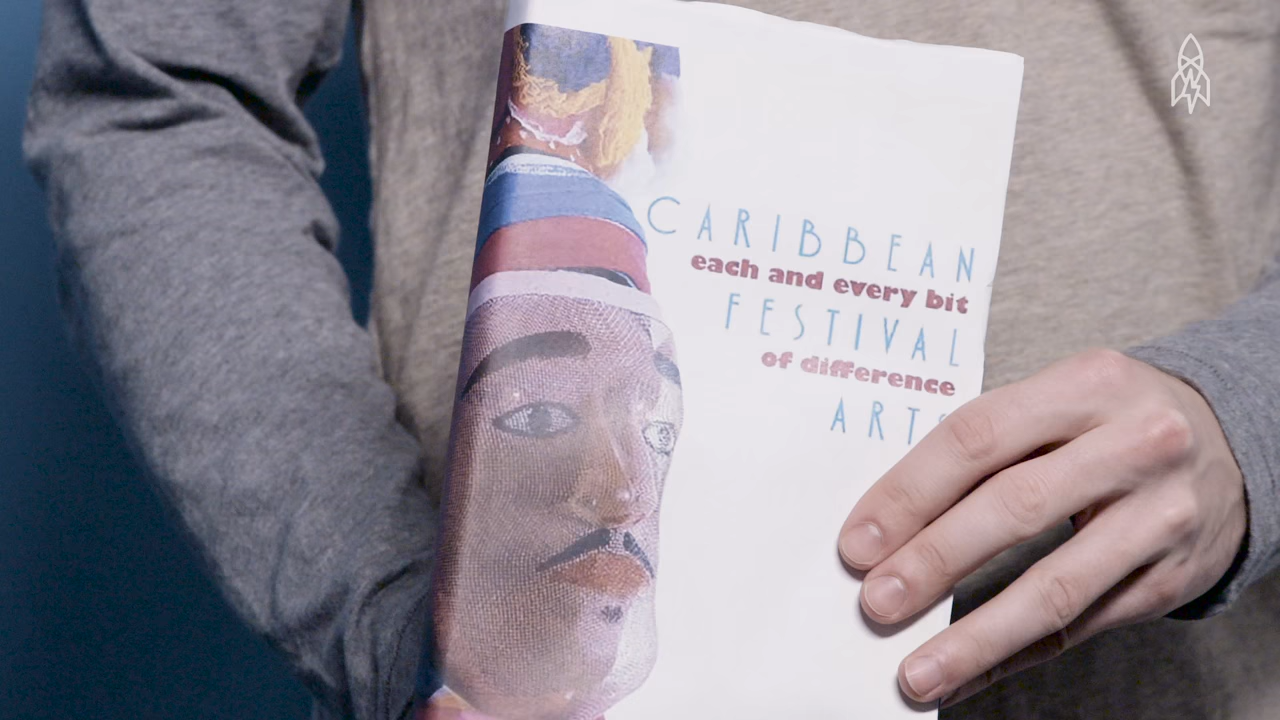 CARIBBEAN
each and every bit
FESTIVAL
of difference
ARTS